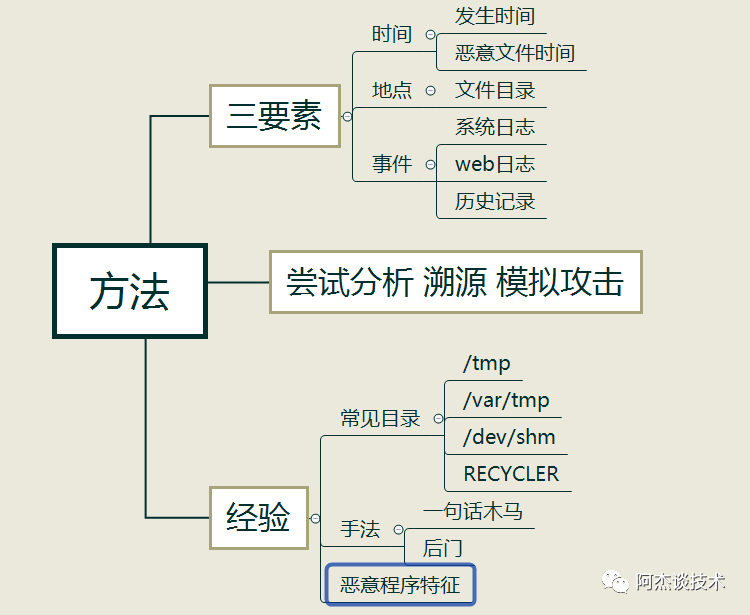 发生时间
时间
恶意文件时间
地点
文件目录
三要素
系统日志
事件
web日志
历史记录
方法
尝试分析 溯源 模拟攻击
/tmp
/var/tmp
常见目录
/dev/shm
RECYCLER
经验
一句话木马
手法
后门
恶意程序特征
阿杰谈技术